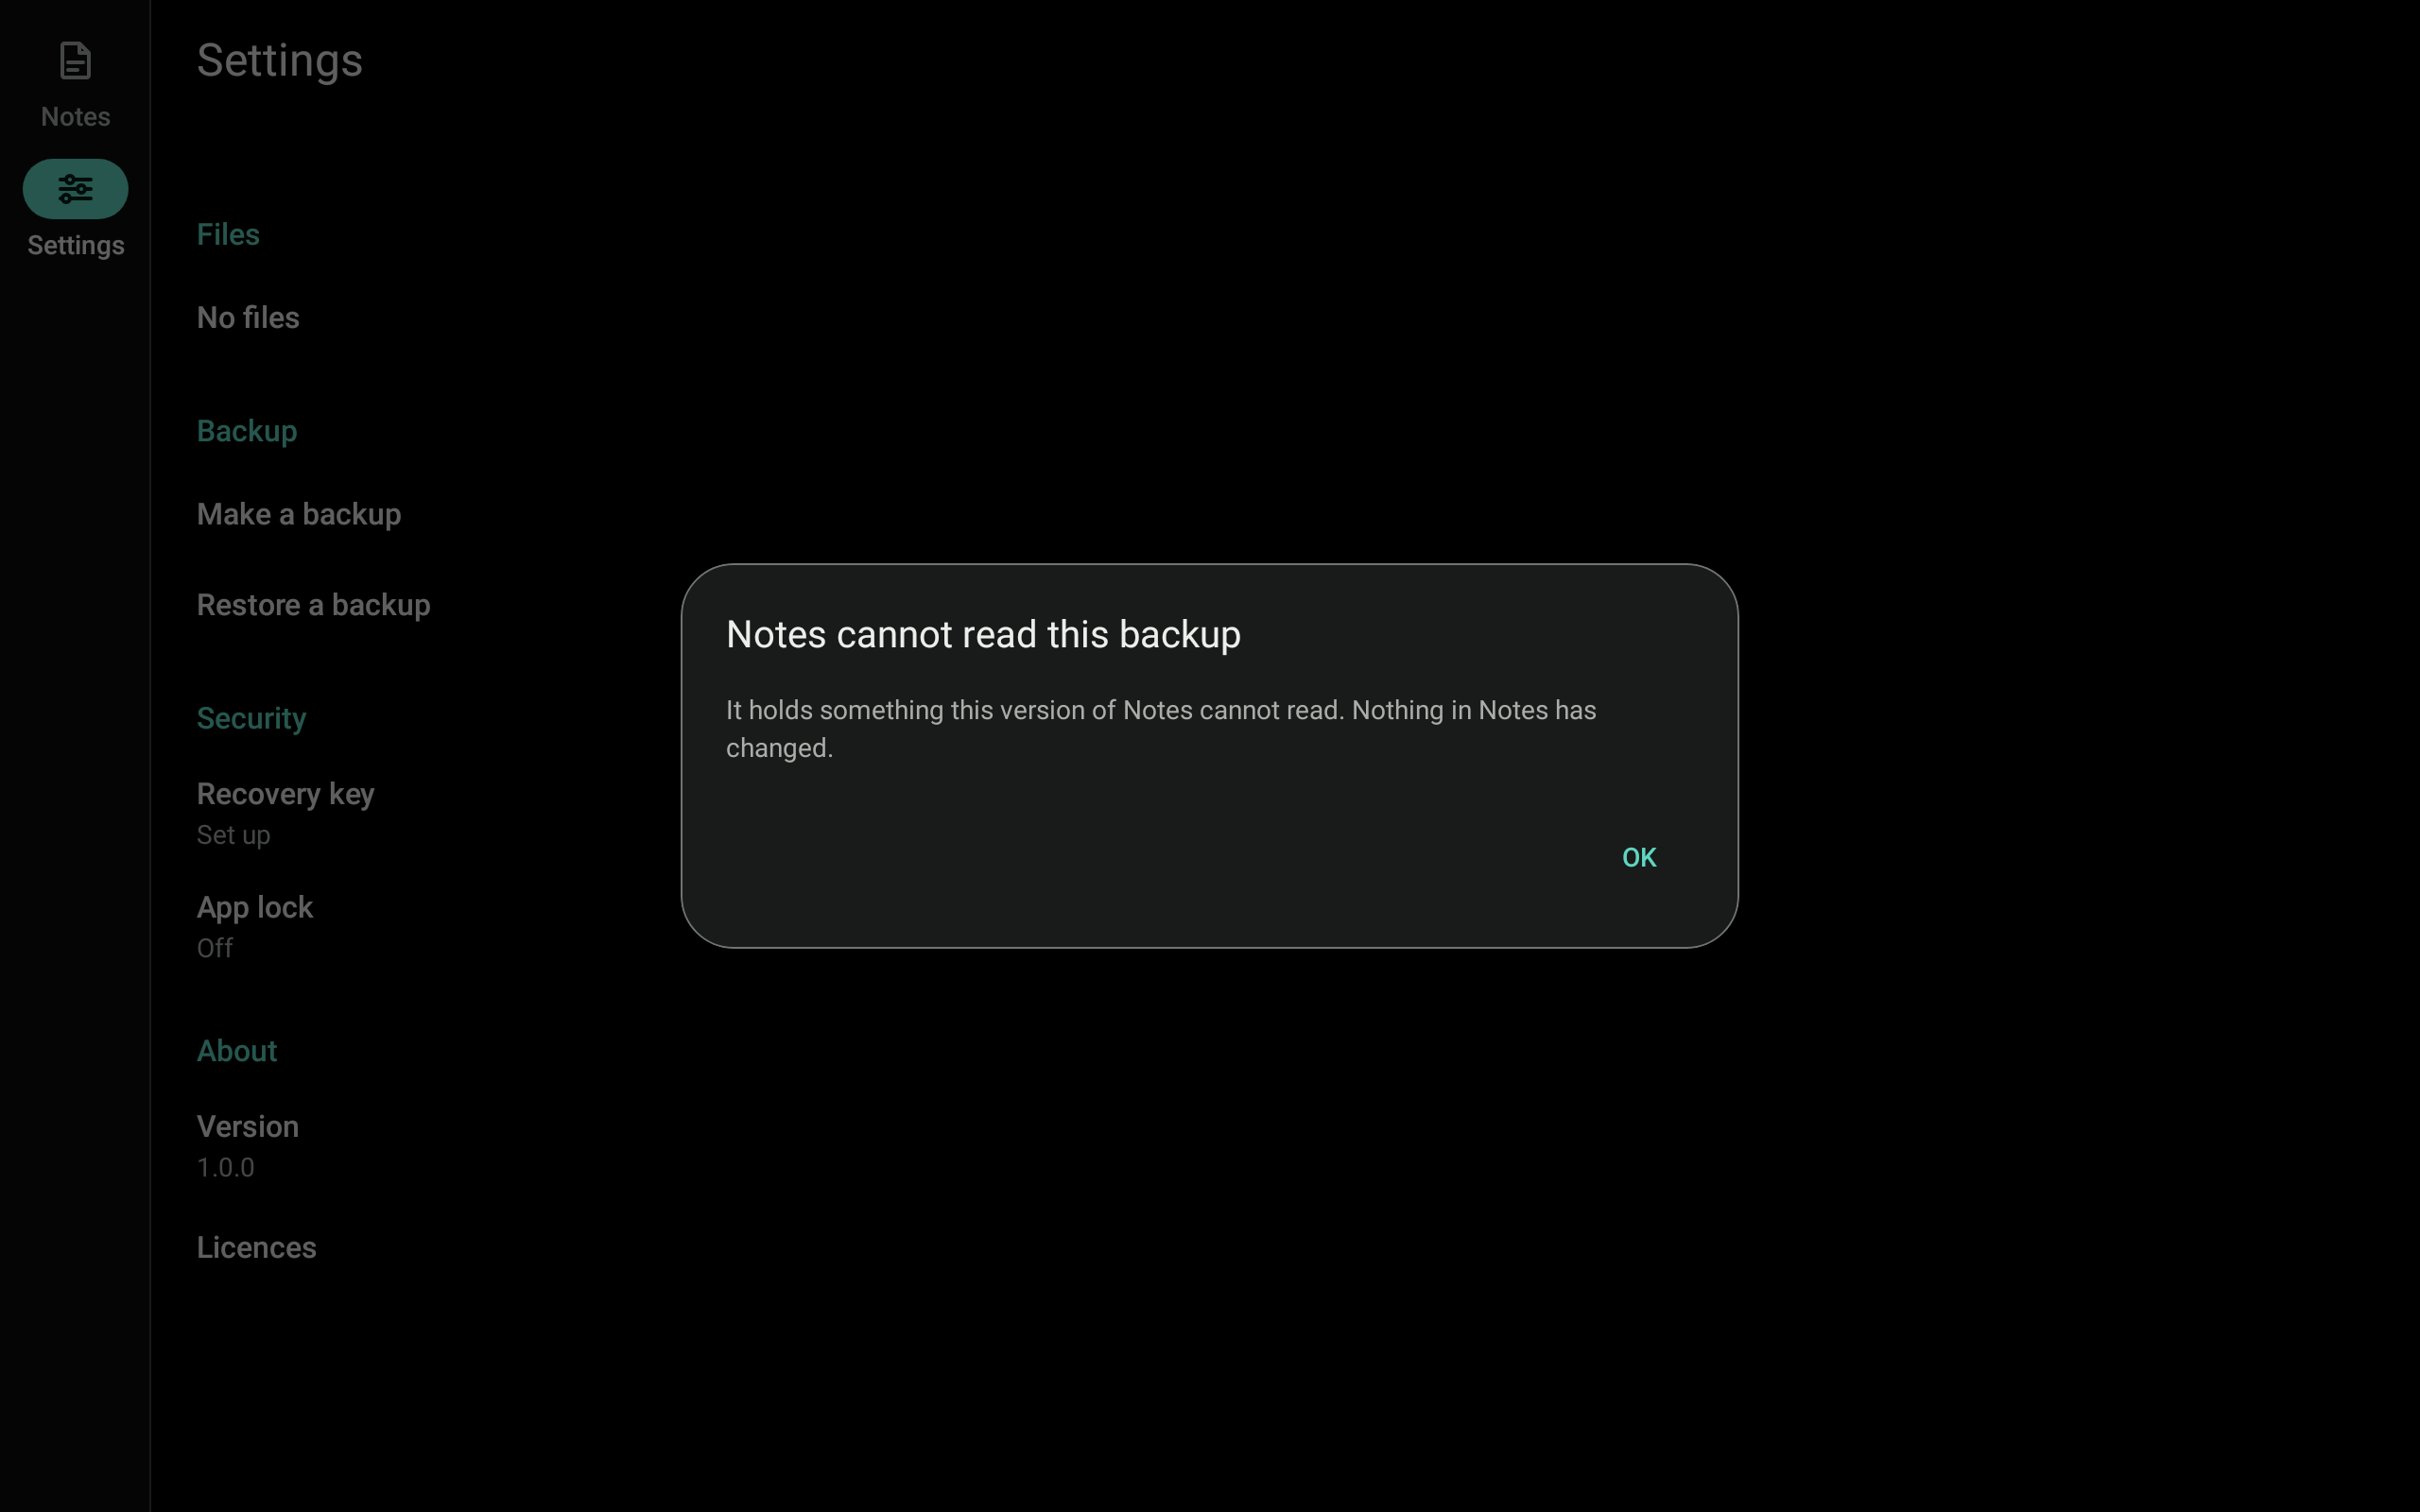 Notes
Settings
Settings
Files
No files
Backup
Make a backup
Restore a backup
Security
Recovery key
Set up
App lock
Off
About
Version
1.0.0
Licences
Notes cannot read this backup
It holds something this version of Notes cannot read. Nothing in Notes has
changed.
OK